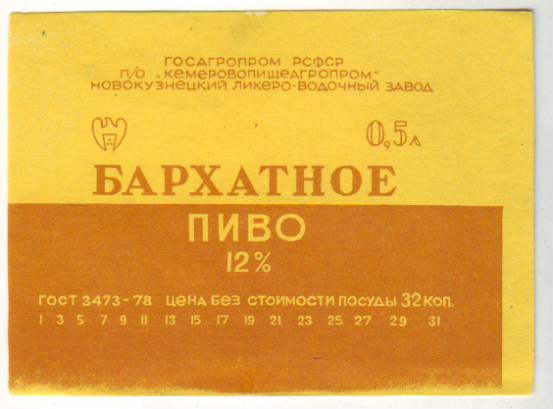 ГОСАГРОПРОМ РСФСР
П/О „КЕМЕРОВОПИЩЕАГРОПРОМ"
НОВОКУЗНЕЦКИЙ ЛИКЕРО-ВОДОЧНЫЙ ЗАВОД
0,5л
БАРХАТНОЕ
ПИВО
12%
ГОСТ 3473-78 ЦЕНА БЕЗ СТОИМОСТИ ПОСУДЫ 32 КОП.
1 3 5 7 9 11 13 15 17 19 21 23 25 27 29 31